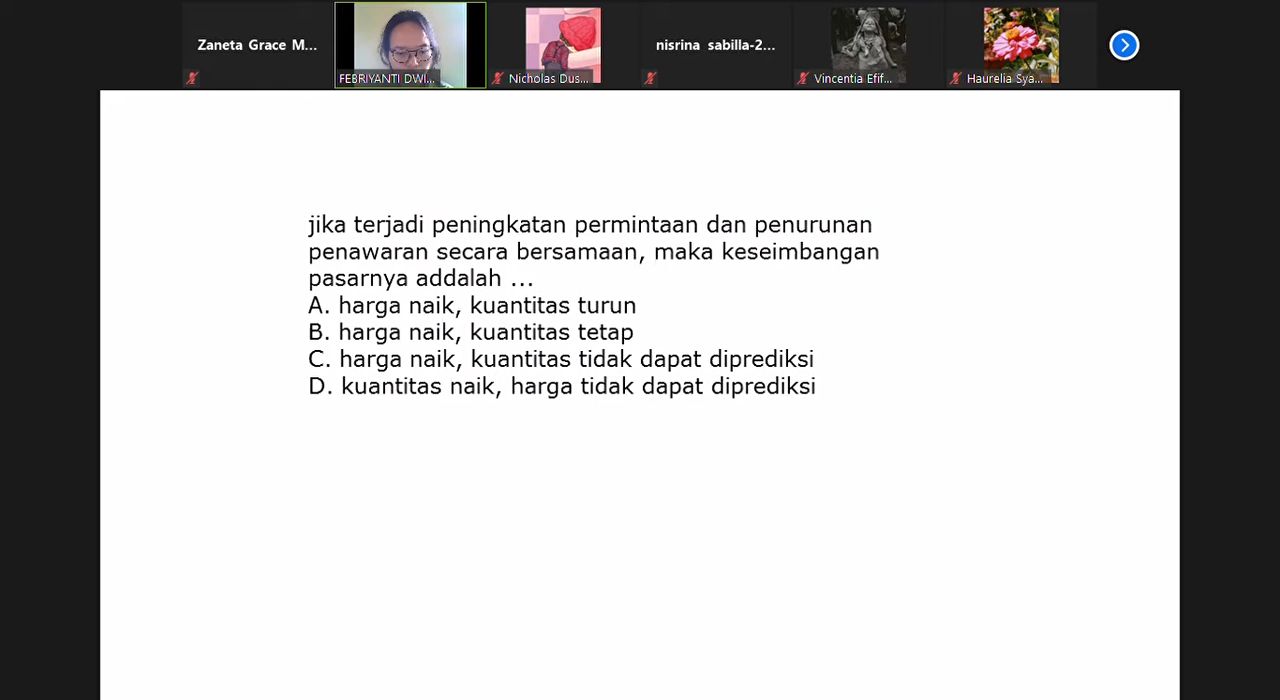 Zaneta Grace M...
FEBRIYANTI DWI...
Nicholas Dus...
nisrina sabilla-2...
Vincentia Efif...
Haurelia Sya...
jika terjadi peningkatan permintaan dan penurunan
penawaran secara bersamaan, maka keseimbangan
pasarnya addalah ...
A. harga naik, kuantitas turun
B. harga naik, kuantitas tetap
C. harga naik, kuantitas tidak dapat diprediksi
D. kuantitas naik, harga tidak dapat diprediksi